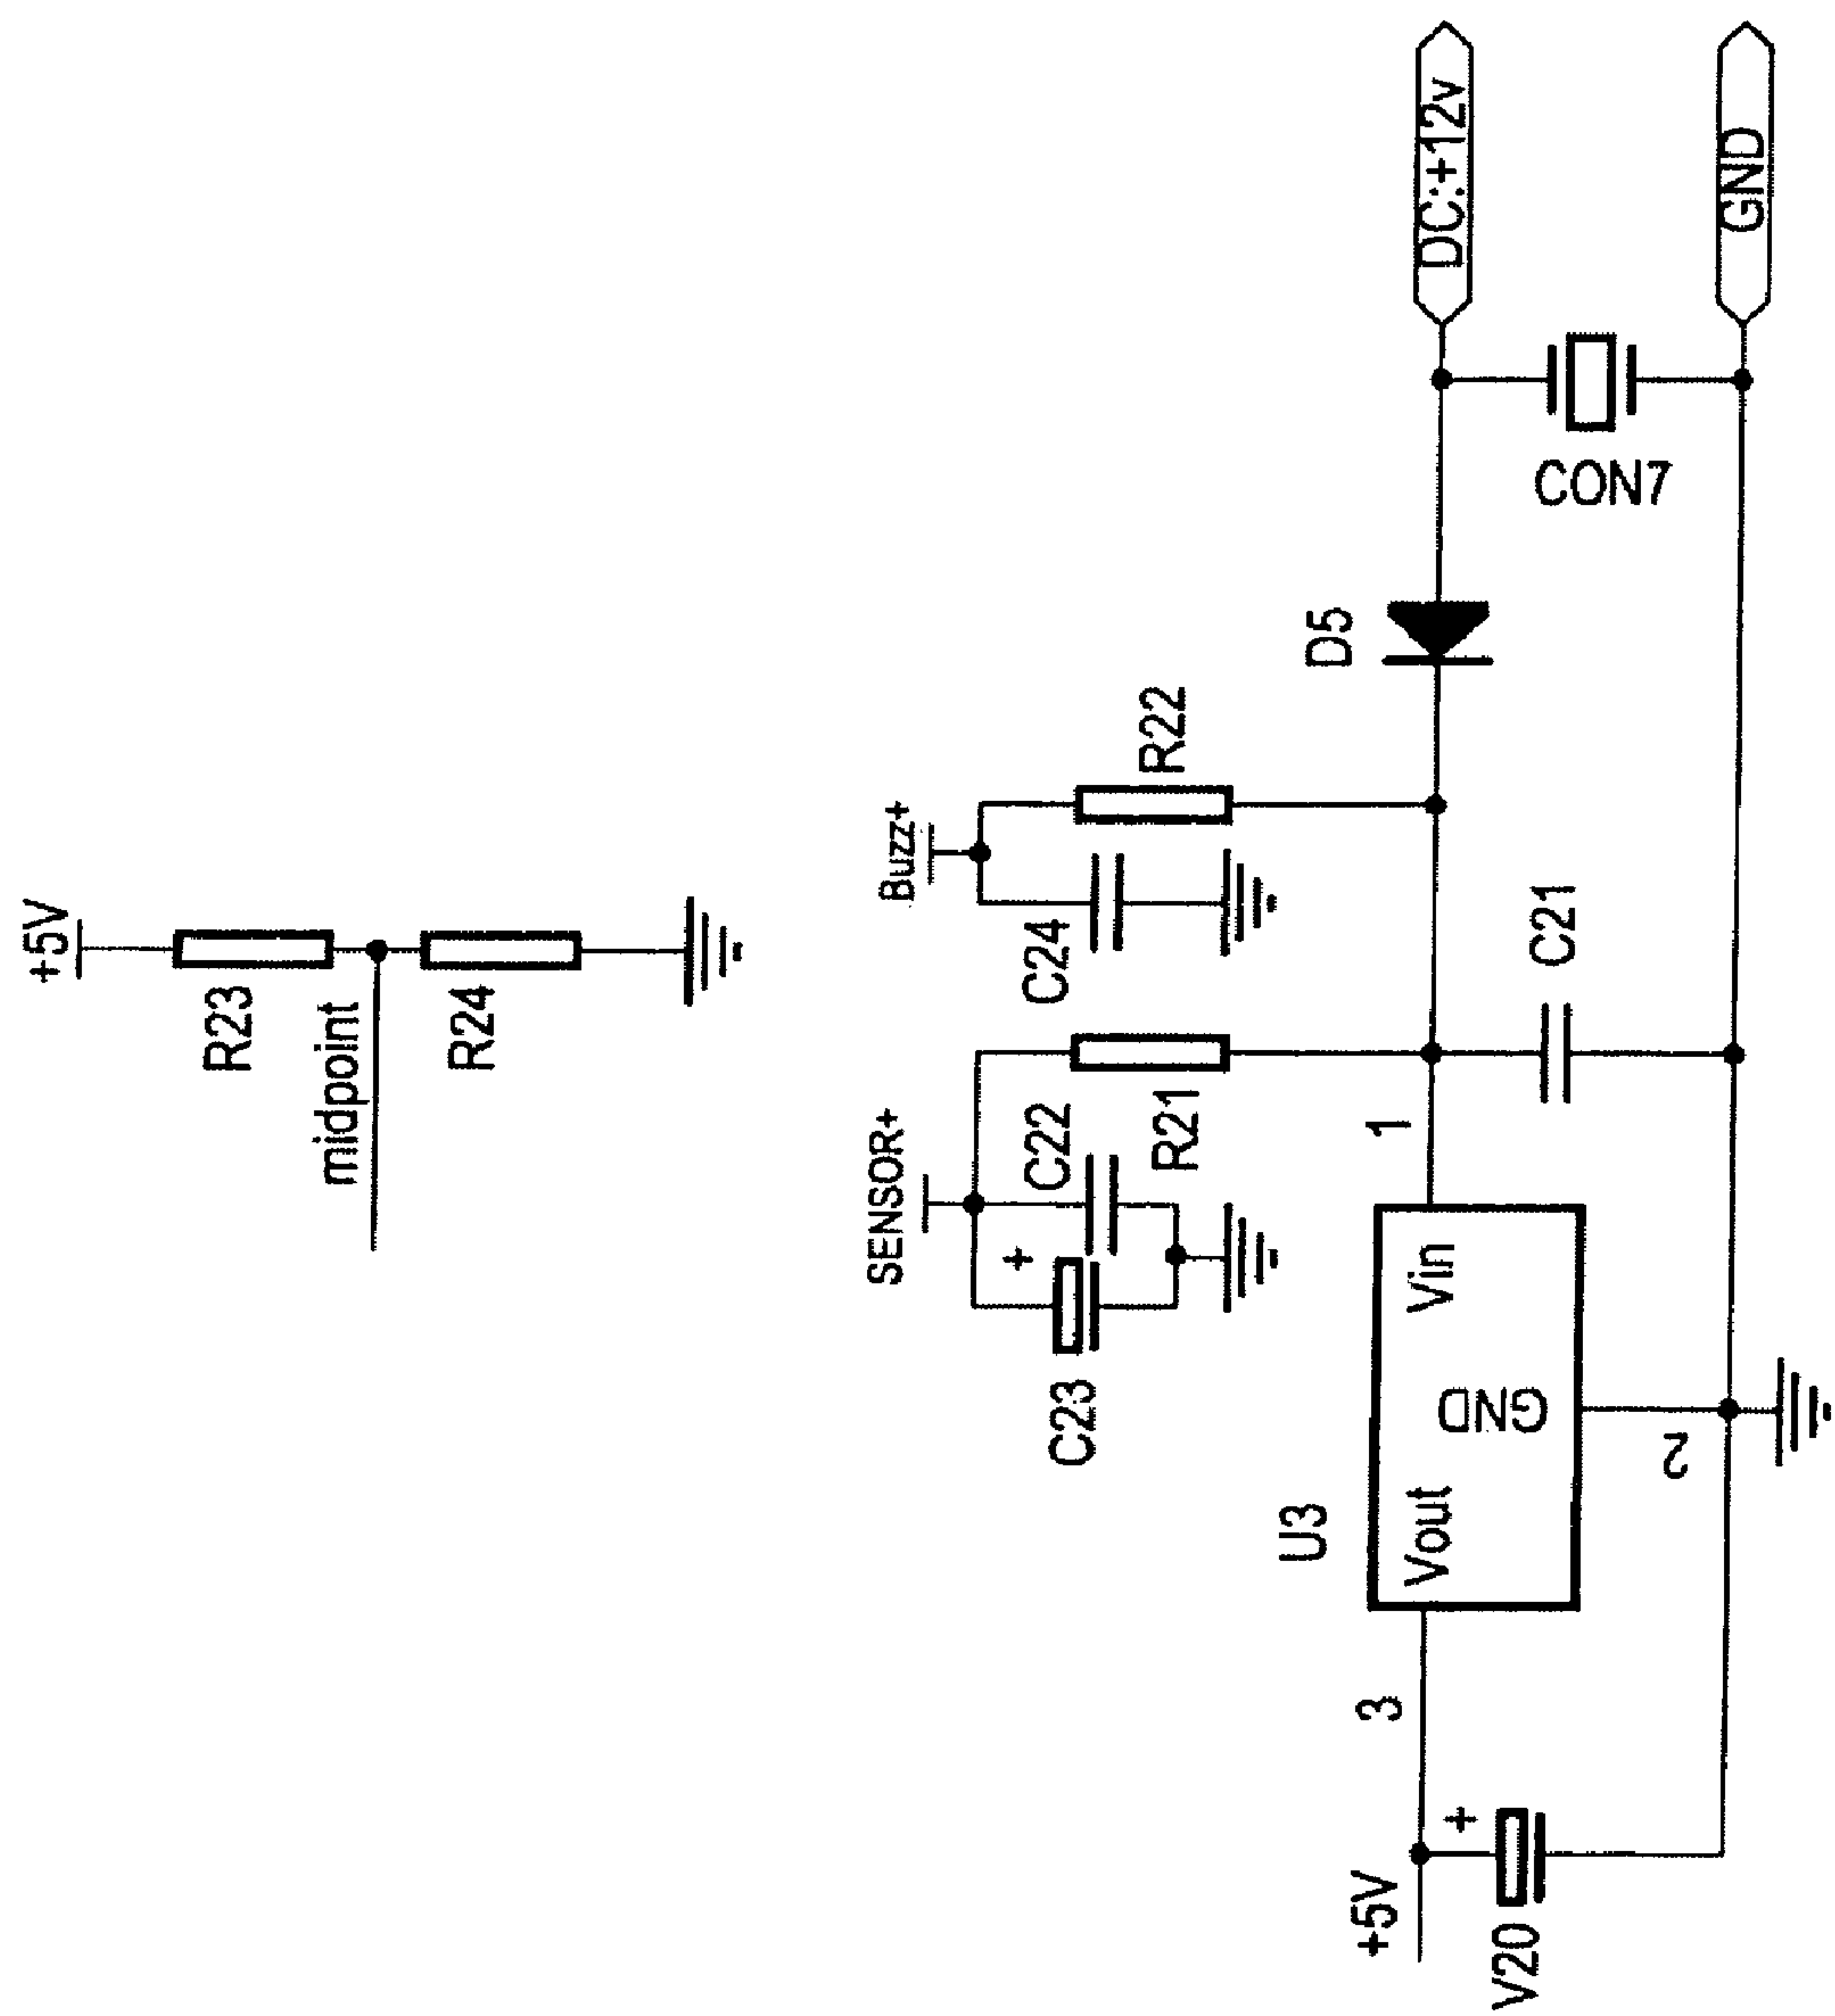 +5V
R23
midpoint
R24
Buzz+
R22
C24
SENSOR+
C22
R21
+
C23
D5
DC:+12v
GND
CON7
C21
1
U3
Vin
GND
Vout
2
3
+5V
+
V20